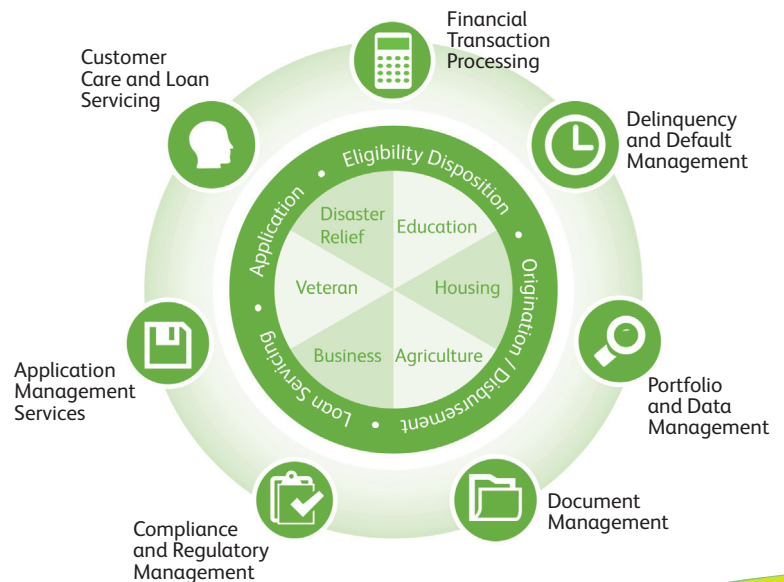 Financial
Transaction
Processing
Customer
Care and Loan
Servicing
Delinquency
and Default
Management
Application • Eligibility Disposition • Origination / Disbursement • Loan Servicing •
Disaster
Relief
Education
Veteran
Housing
Business
Agriculture
Application
Management
Services
Portfolio
and Data
Management
Document
Management
Compliance
and Regulatory
Management